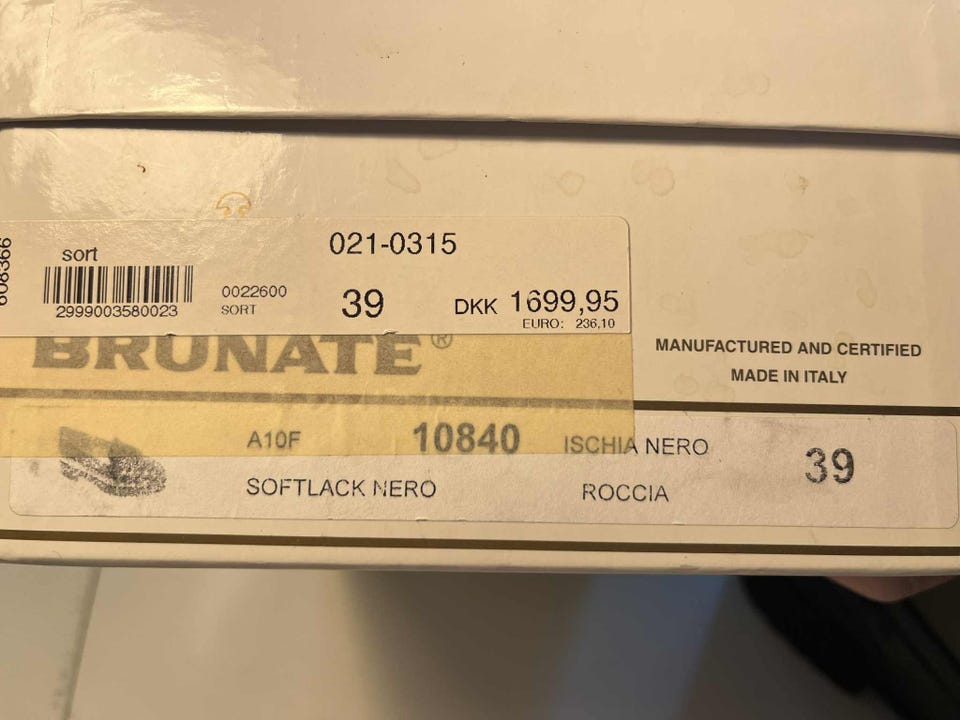 608366
sort
021-0315
2999003580023
0022600
SORT
39
DKK 1699,95
EURO: 236,10
BRUNATE®
MANUFACTURED AND CERTIFIED
MADE IN ITALY
A10F 10840 ISCHIA NERO 39
SOFTLACK NERO ROCCIA